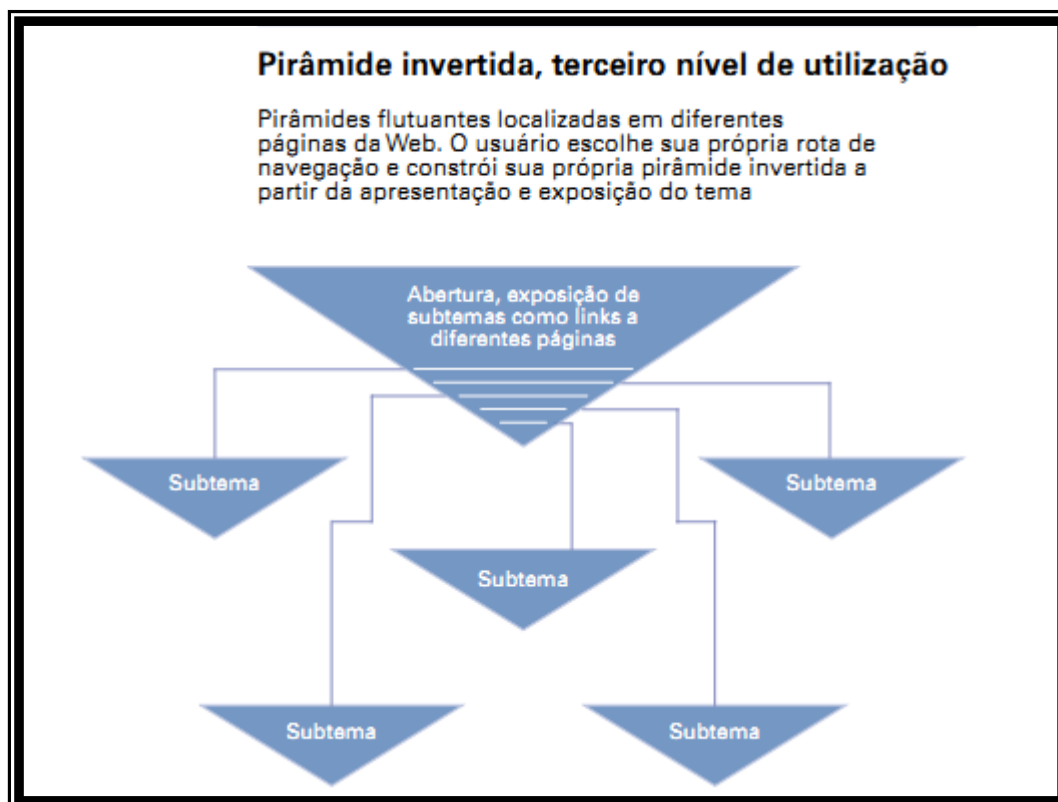 Pirâmide invertida, terceiro nível de utilização
Pirâmides flutuantes localizadas em diferentes
páginas da Web. O usuário escolhe sua própria rota de
navegação e constrói sua própria pirâmide invertida a
partir da apresentação e exposição do tema
Abertura, exposição de
subtemas como links a
diferentes páginas
Subtema
Subtema
Subtema
Subtema
Subtema